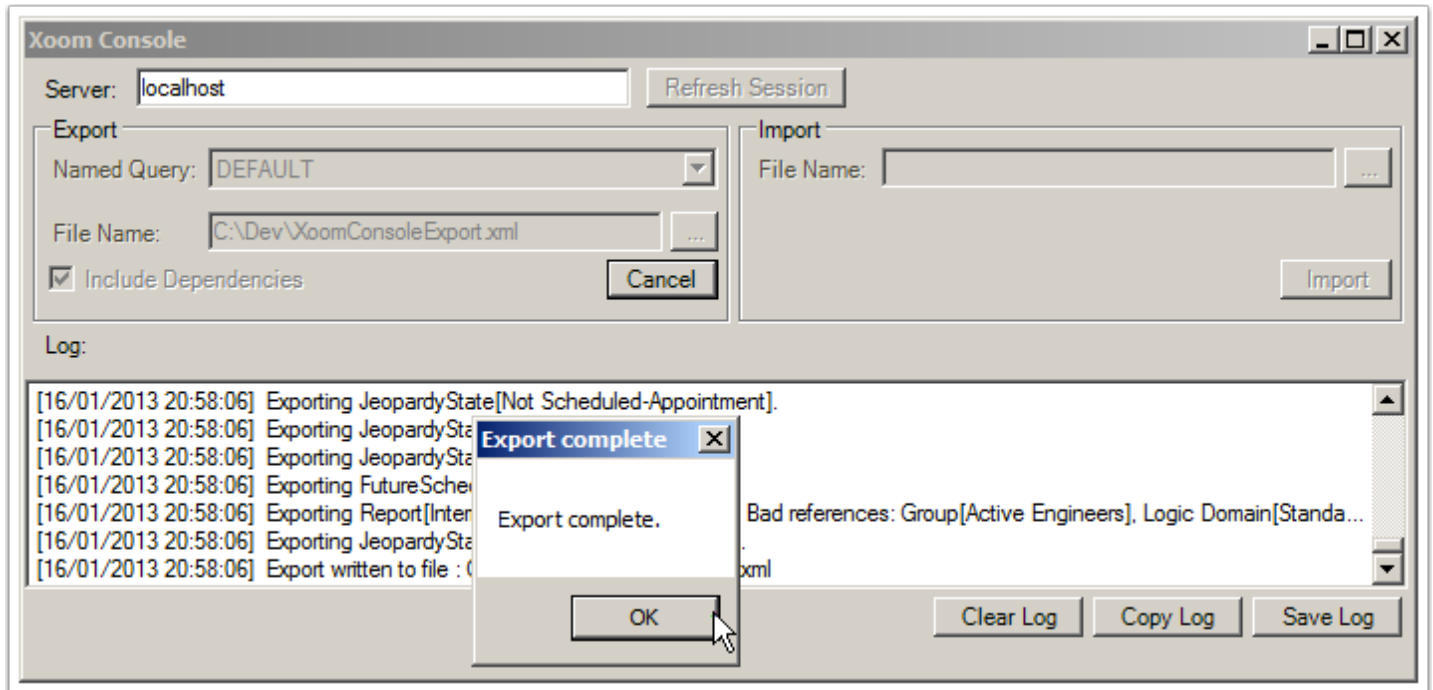 Xoom Console
Server: localhost Refresh Session
Export
Named Query: DEFAULT
File Name: C:\Dev\XoomConsoleExport.xml ...
Include Dependencies Cancel
Import
File Name: ...
Import
Log:
[16/01/2013 20:58:06] Exporting JeopardyState[Not Scheduled-Appointment].
[16/01/2013 20:58:06] Exporting JeopardySta
[16/01/2013 20:58:06] Exporting JeopardySta
[16/01/2013 20:58:06] Exporting FutureSched
[16/01/2013 20:58:06] Exporting Report[Inter Bad references: Group[Active Engineers], Logic Domain[Standa...
[16/01/2013 20:58:06] Exporting JeopardySta .
[16/01/2013 20:58:06] Export written to file : xml
Export complete
Export complete.
OK
Clear Log Copy Log Save Log